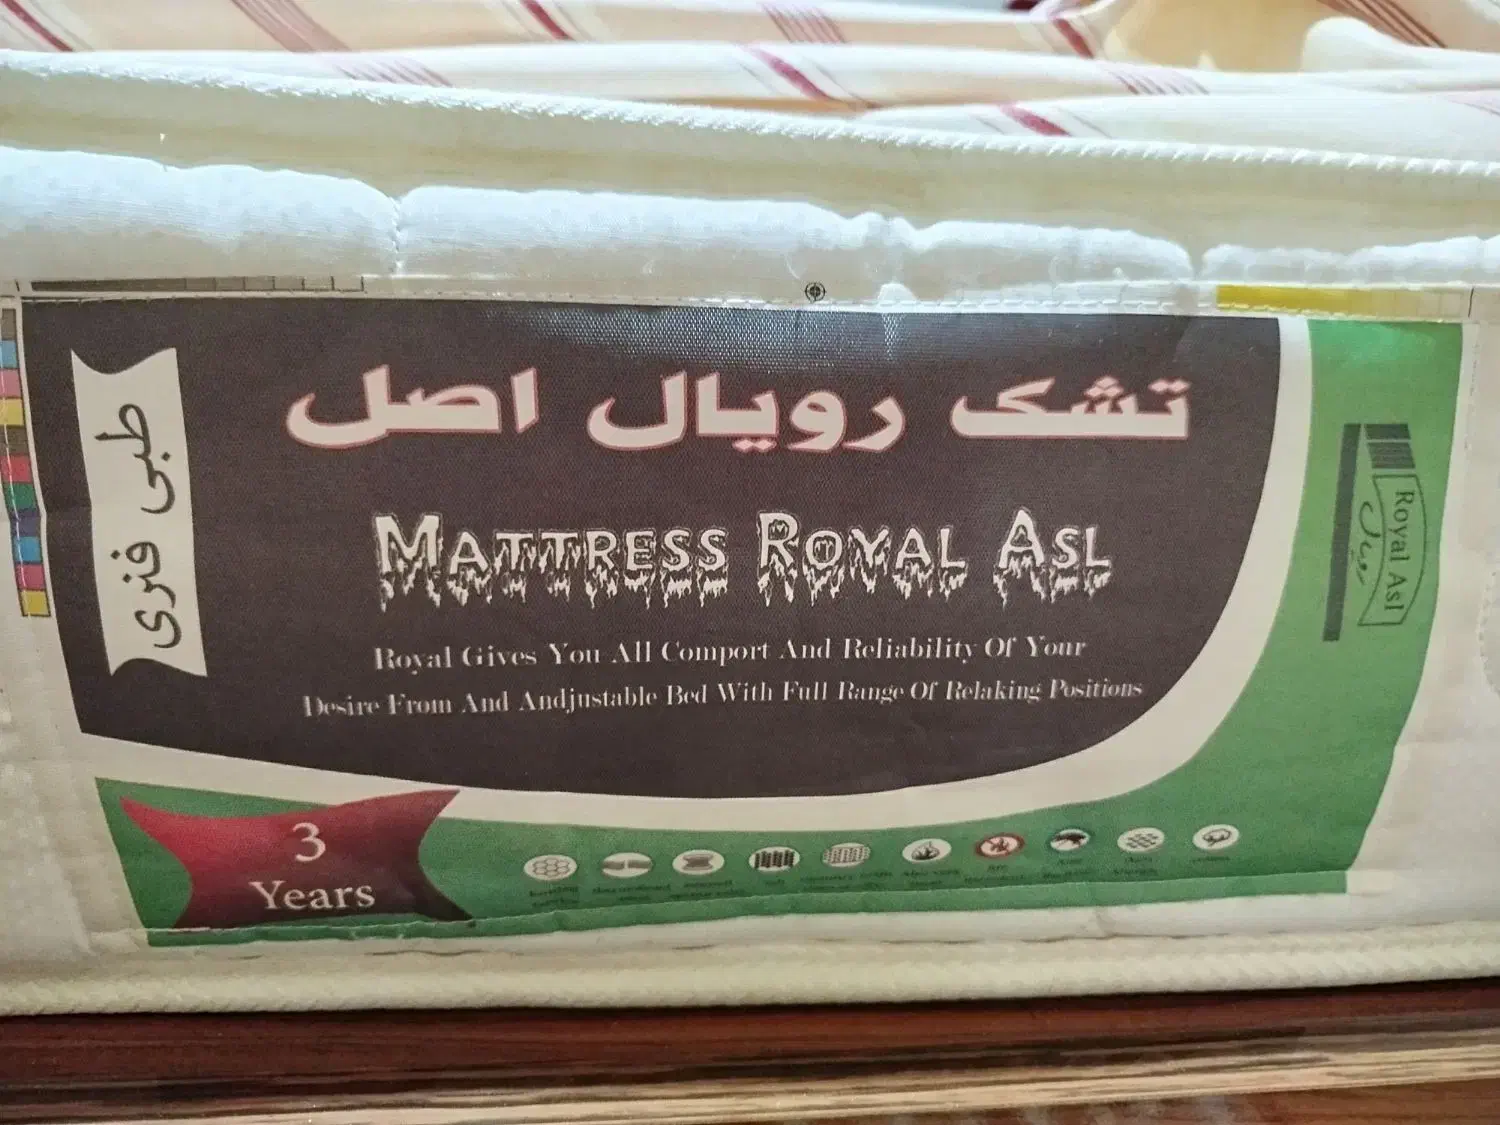 تشک رویال اصل
طبی فنری
MATTRESS ROYAL ASL
Royal Gives You All Comport And Reliability Of Your
Desire From And Andjustable Bed With Full Range Of Relaking Positions
Royal Asl
رویال
3
Years